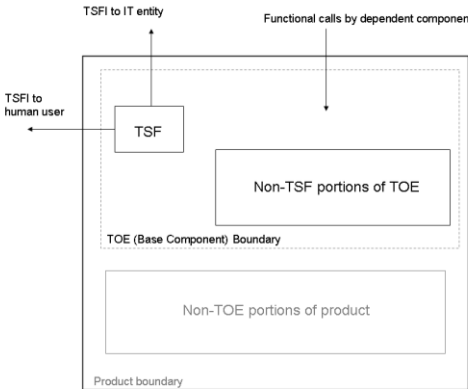 TSFI to IT entity
Functional calls by dependent component
TSFI to
human user
TSF
Non-TSF portions of TOE
TOE (Base Component) Boundary
Non-TOE portions of product
Product boundary